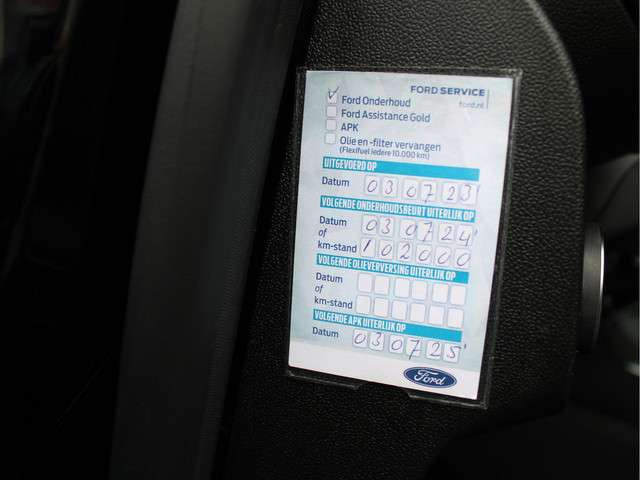 FORD SERVICE
ford.nl
✓ Ford Onderhoud
Ford Assistance Gold
APK
Olie en -filter vervangen
(Flexifuel iedere 10.000 km)
UITGEVOERD OP
Datum 030723
VOLGENDE ONDERHOUDSBEURT UITERLIJK OP
Datum 030724
of
km-stand 102000
VOLGENDE OLIEVERVERSING UITERLIJK OP
Datum
of
km-stand
VOLGENDE APK UITERLIJK OP
Datum 030725
Ford